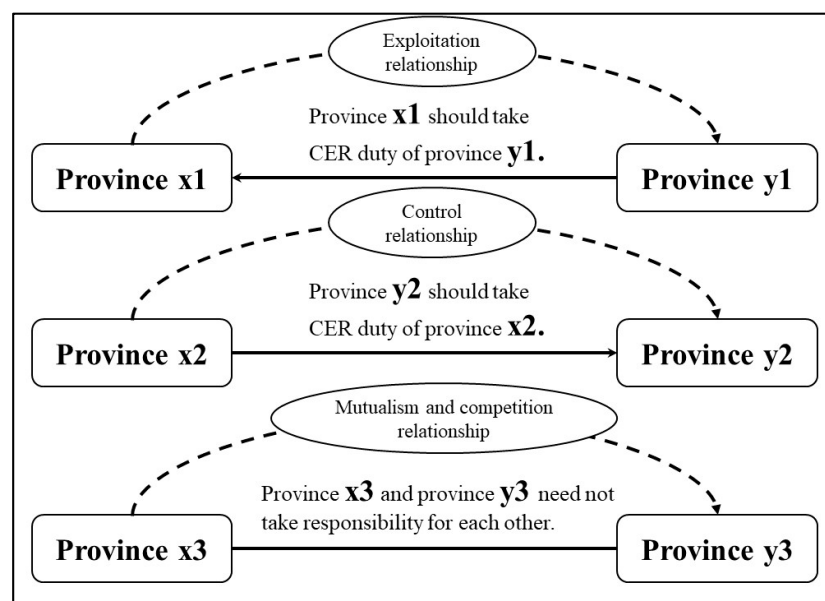 Exploitation
relationship
Province x1 should take
CER duty of province y1.
Province x1
Province y1
Control
relationship
Province y2 should take
CER duty of province x2.
Province x2
Province y2
Mutualism and competition
relationship
Province x3 and province y3 need not
take responsibility for each other.
Province x3
Province y3